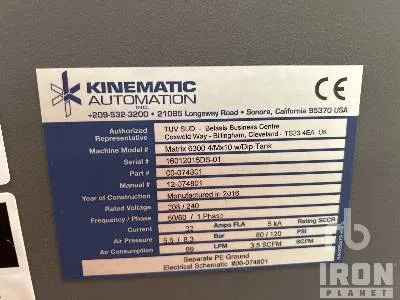 KINEMATIC
AUTOMATION
INC.
CE
+209-532-3200 • 21085 Longeway Road • Sonora, California 95370 USA
Authorized Representative TUV SUD - Belasis Business Centre
Coxwold Way - Billingham, Cleveland - TS23 4EA UK
Machine Model # Matrix 6300 4Mx10 w/Dip Tank
Serial # 16012015DS-01
Part # 00-074801
Manual # 12-074801
Year of Construction Manufactured in 2016
Rated Voltage 208 / 240
Frequency / Phase 50/60 / 1 Phase
Current 32 Amps FLA 5 kA Rating SCCR
Air Pressure 5.5 / 8.3 Bar 80 / 120 PSI
Air Consumption 99 LPM 3.5 SCFM SCFM
Separate PE Ground
Electrical Schematic #06-074801
rb
IRON
PLANET